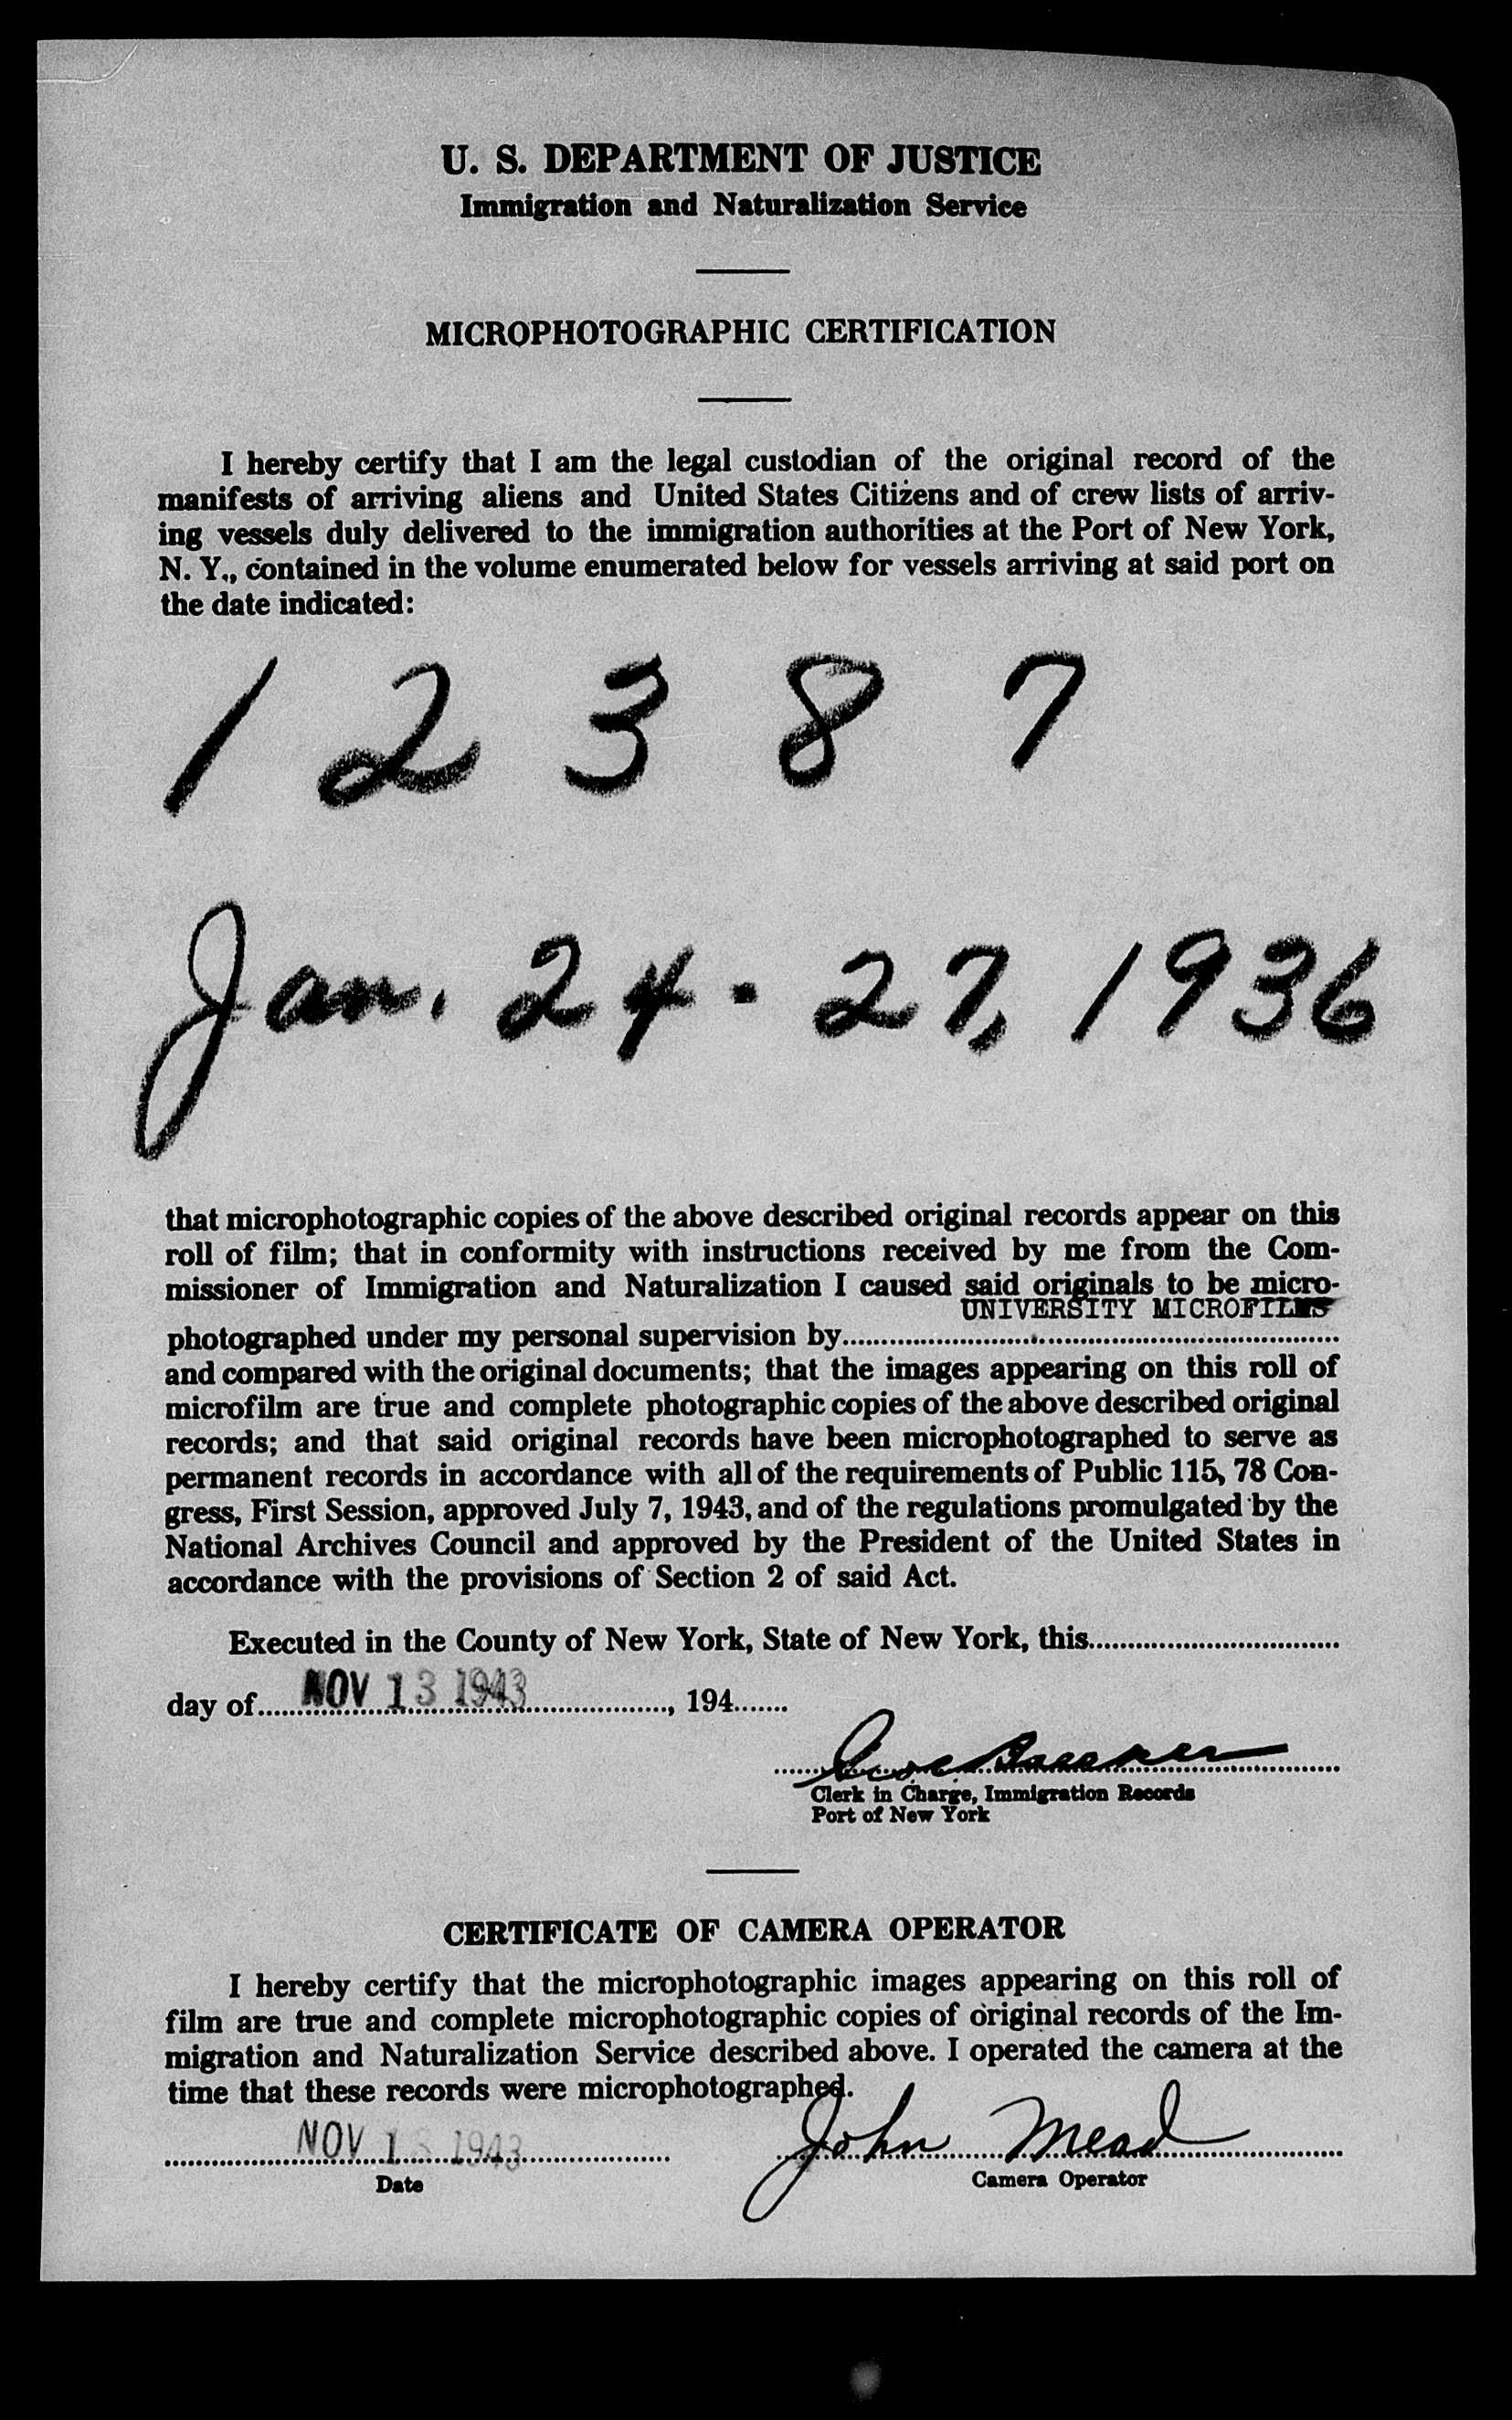 U. S. DEPARTMENT OF JUSTICE
Immigration and Naturalization Service
MICROPHOTOGRAPHIC CERTIFICATION
I hereby certify that I am the legal custodian of the original record of the
manifests of arriving aliens and United States Citizens and of crew lists of arriv-
ing vessels duly delivered to the immigration authorities at the Port of New York,
N. Y., contained in the volume enumerated below for vessels arriving at said port on
the date indicated:
1 2 3 8 7
Jan. 24 - 27, 1936
that microphotographic copies of the above described original records appear on this
roll of film; that in conformity with instructions received by me from the Com-
missioner of Immigration and Naturalization I caused said originals to be micro-
UNIVERSITY MICROFILMS
photographed under my personal supervision by
and compared with the original documents; that the images appearing on this roll of
microfilm are true and complete photographic copies of the above described original
records; and that said original records have been microphotographed to serve as
permanent records in accordance with all of the requirements of Public 115, 78 Con-
gress, First Session, approved July 7, 1943, and of the regulations promulgated by the
National Archives Council and approved by the President of the United States in
accordance with the provisions of Section 2 of said Act.
Executed in the County of New York, State of New York, this
day of NOV 13 1943, 194
Clerk in Charge, Immigration Records
Port of New York
CERTIFICATE OF CAMERA OPERATOR
I hereby certify that the microphotographic images appearing on this roll of
film are true and complete microphotographic copies of original records of the Im-
migration and Naturalization Service described above. I operated the camera at the
time that these records were microphotographed.
NOV 13 1943 John Mead
Date Camera Operator